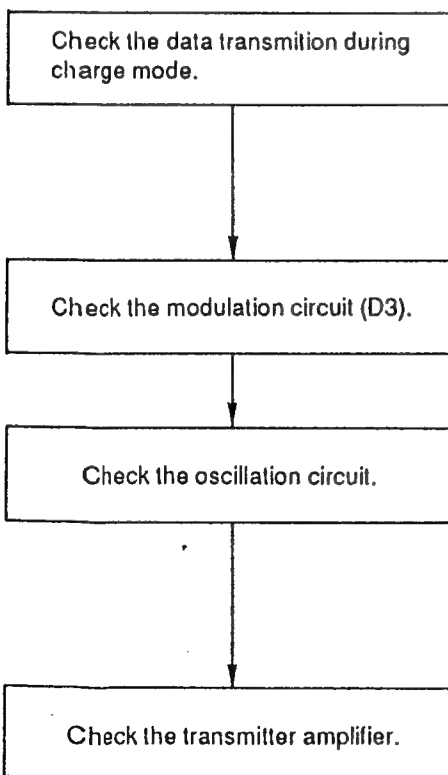 Check the data transmition during
charge mode.
Check the modulation circuit (D3).
Check the oscillation circuit.
Check the transmitter amplifier.